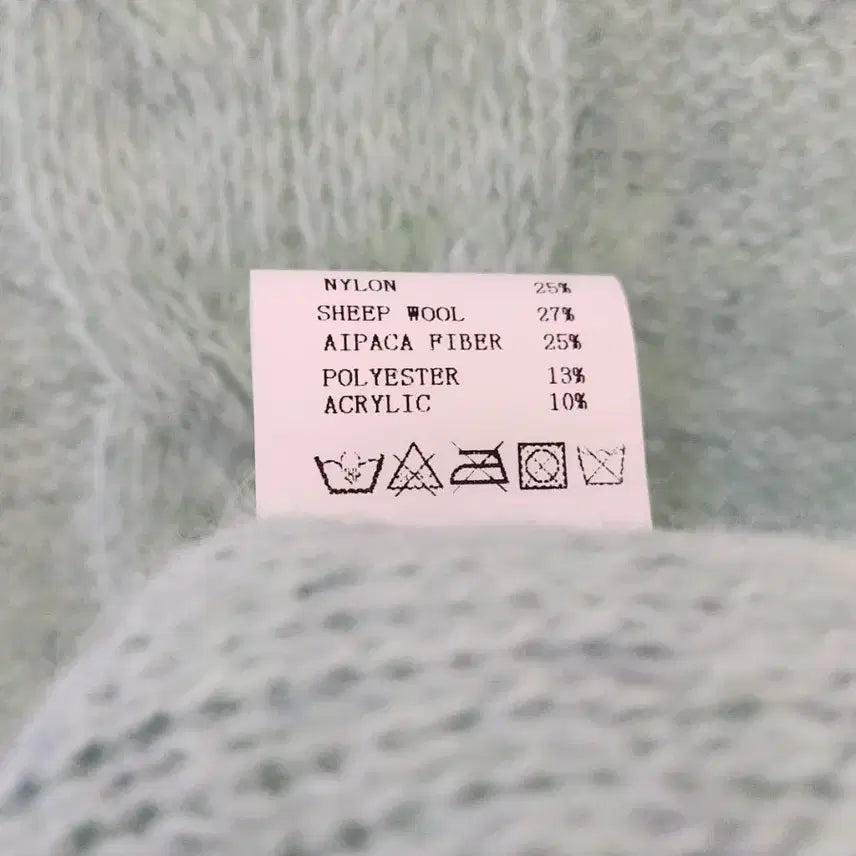 NYLON 25%
SHEEP WOOL 27%
AIPACA FIBER 25%
POLYESTER 13%
ACRYLIC 10%